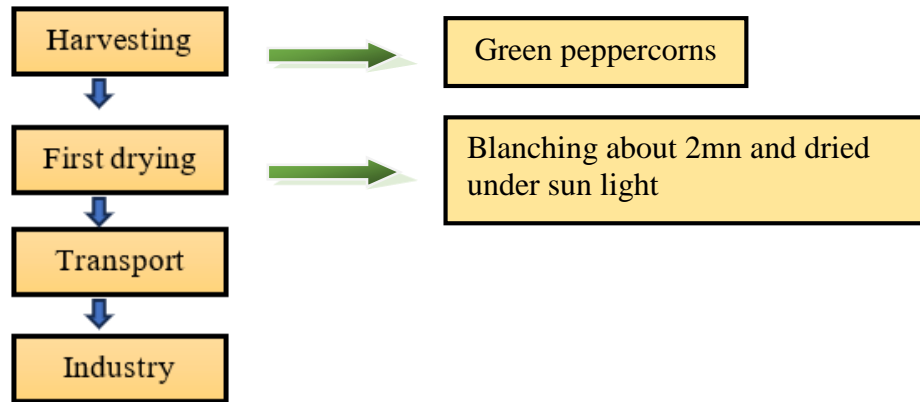 Harvesting
Green peppercorns
First drying
Blanching about 2mn and dried
under sun light
Transport
Industry